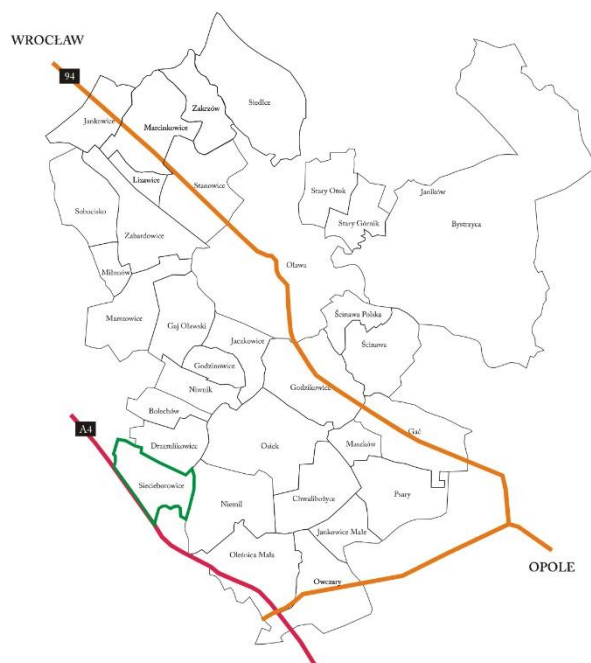 WROCŁAW
94
Siedlce
Zakrzów
Jankowice
Marcinkowice
Lizawice
Stanowice
Stary Otok
Janików
Sobocisko
Stary Górnik
Bystrzyca
Zabardowice
Oława
Miłonów
Marszowice
Gaj Oławski
Ścinawa Polska
Jaczkowice
Ścinawa
Godzinowice
Godzikowice
Niwnik
Bolechów
A4
Gać
Drzemlikowice
Osiek
Maszków
Siecieborowice
Chwalibożyce
Psary
Niemil
Jankowice Małe
Oleśnica Mała
OPOLE
Owczary